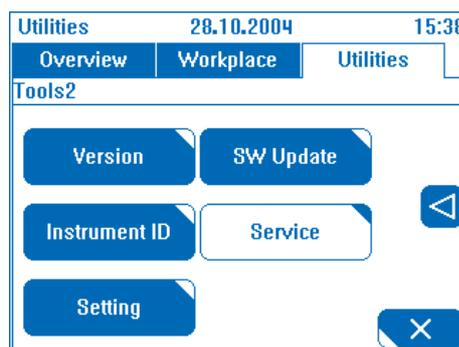 Utilities 28.10.2004 15:38
Overview Workplace Utilities
Tools2
Version SW Update
Instrument ID Service
Setting